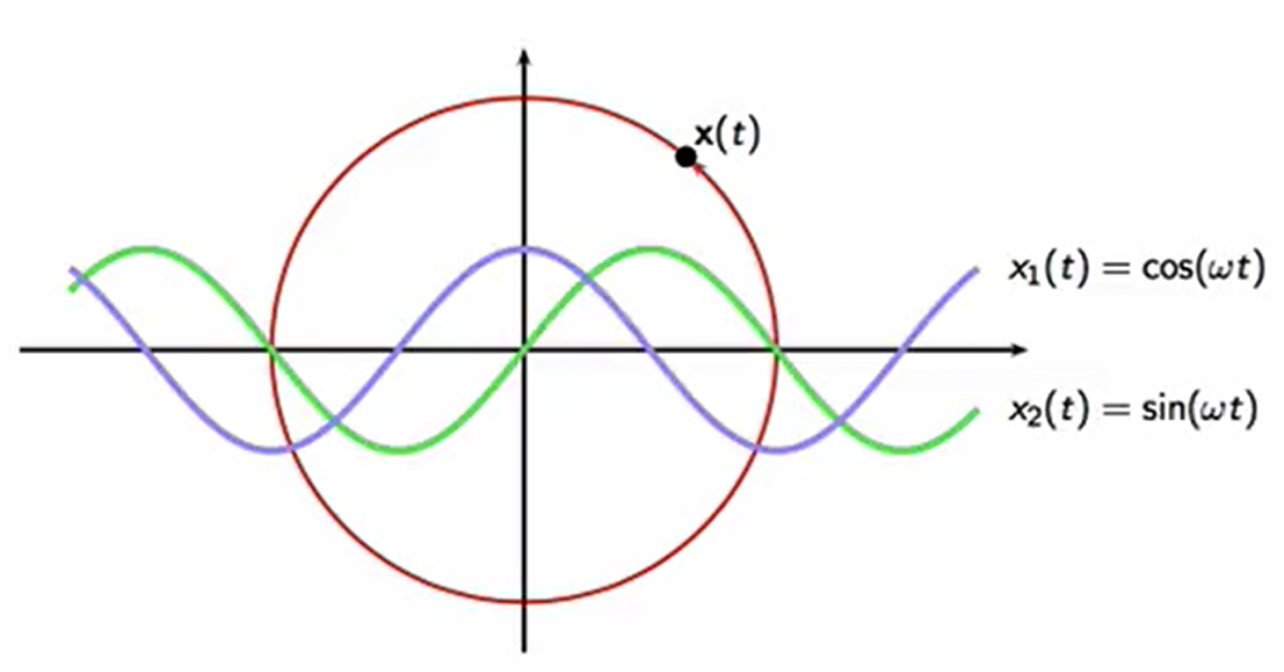 x(t)
x₁(t) = cos(ωt)
x₂(t) = sin(ωt)